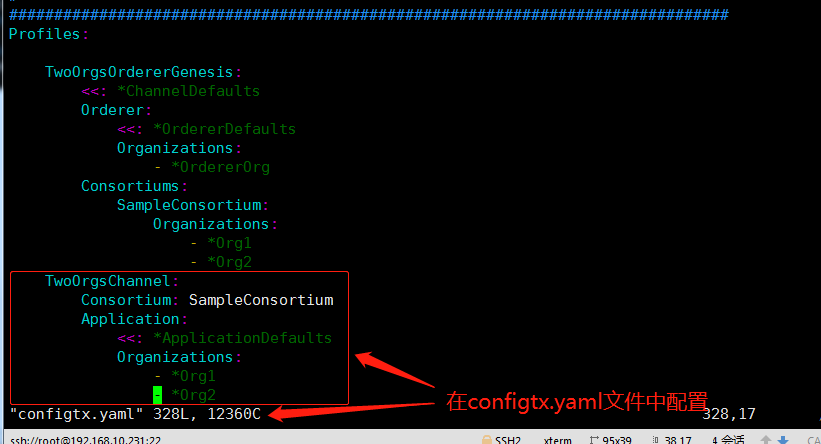 ################################################################################
Profiles:
TwoOrgsOrdererGenesis:
<<: *ChannelDefaults
Orderer:
<<: *OrdererDefaults
Organizations:
- *OrdererOrg
Consortiums:
SampleConsortium:
Organizations:
- *Org1
- *Org2
TwoOrgsChannel:
Consortium: SampleConsortium
Application:
<<: *ApplicationDefaults
Organizations:
- *Org1
- *Org2
在configtx.yaml文件中配置
"configtx.yaml" 328L, 12360C 328,17
ssh://root@192.168.10.231:22 SSH2 xterm 95x39 38,17 4 会话 CA